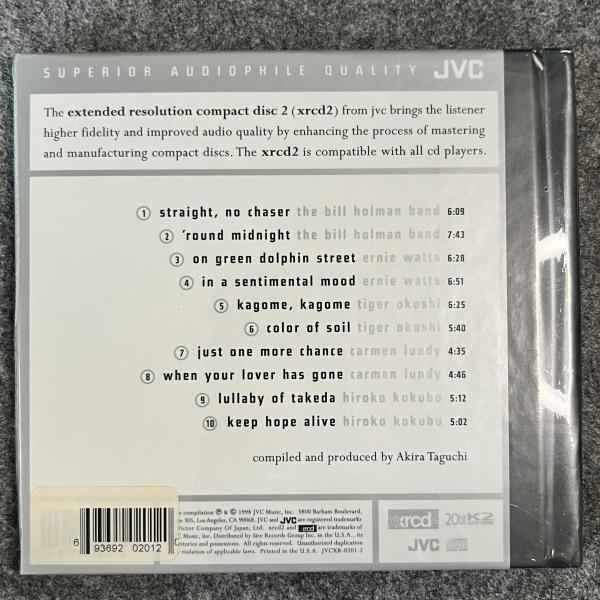 SUPERIOR AUDIOPHILE QUALITY JVC
The extended resolution compact disc 2 (xrcd2) from jvc brings the listener
higher fidelity and improved audio quality by enhancing the process of mastering
and manufacturing compact discs. The xrcd2 is compatible with all cd players.
1 straight, no chaser the bill holman band 6:09
2 'round midnight the bill holman band 7:43
3 on green dolphin street ernie watts 6:28
4 in a sentimental mood ernie watts 6:51
5 kagome, kagome tiger okoshi 6:25
6 color of soil tiger okoshi 5:40
7 just one more chance carmen lundy 4:35
8 when your lover has gone carmen lundy 4:46
9 lullaby of takeda hiroko kokubu 5:12
10 keep hope alive hiroko kokubu 5:02
compiled and produced by Akira Taguchi
compilation ℗ & © 1998 JVC Music, Inc. 3800 Barham Boulevard,
305, Los Angeles, CA 90068. JVC and JVC are registered trademarks
Victor Company Of Japan, Ltd. xrcd2 and xrcd are trademarks
Music, Inc. Distributed by Sire Records Group Inc. in the U.S.A., its
territories and possessions. All rights reserved. Unauthorized duplication
violation of applicable laws. Printed in the U.S.A. JVCXR-0201-2
6 93692 02012
xrcd2 20bit K2
JVC disc